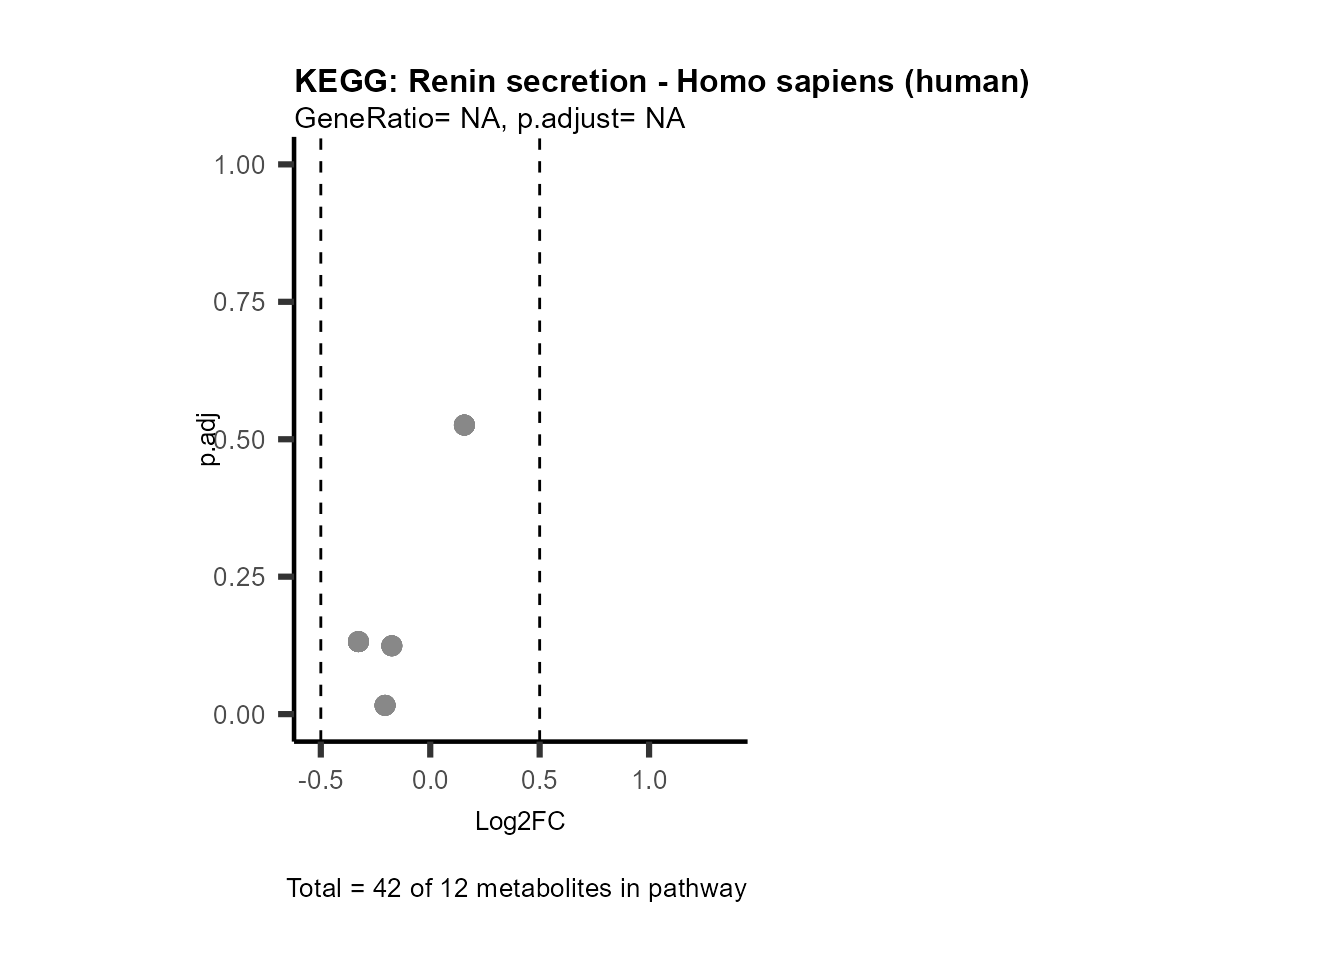 KEGG: Renin secretion - Homo sapiens (human)
GeneRatio= NA, p.adjust= NA
1.00
0.75
0.50
0.25
0.00
p.adj
-0.5 0.0 0.5 1.0
Log2FC
Total = 42 of 12 metabolites in pathway